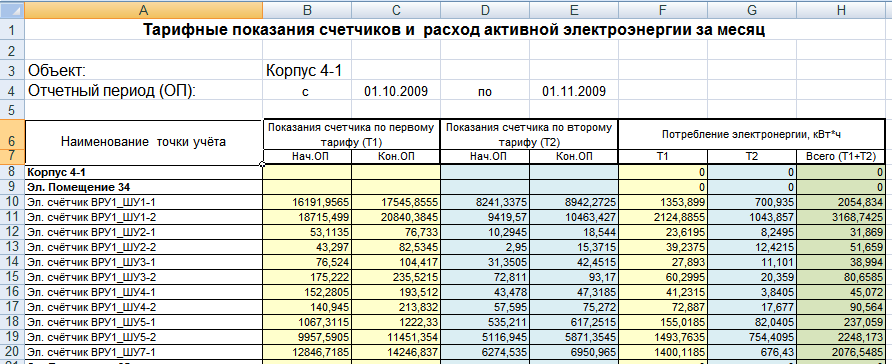 A B C D E F G H
1 Тарифные показания счетчиков и расход активной электроэнергии за месяц
2
3 Объект: Корпус 4-1
4 Отчетный период (ОП): с 01.10.2009 по 01.11.2009
5
6 Наименование точки учёта Показания счетчика по первому тарифу (Т1) Показания счетчика по второму тарифу (Т2) Потребление электронергии, кВт*ч
7 Нач.ОП Кон.ОП Нач.ОП Кон.ОП Т1 Т2 Всего (Т1+Т2)
8 Корпус 4-1 0 0 0
9 Эл. Помещение 34 0 0 0
10 Эл. счётчик ВРУ1_ШУ1-1 16191,9565 17545,8555 8241,3375 8942,2725 1353,899 700,935 2054,834
11 Эл. счётчик ВРУ1_ШУ1-2 18715,499 20840,3845 9419,57 10463,427 2124,8855 1043,857 3168,7425
12 Эл. счётчик ВРУ1_ШУ2-1 53,1135 76,733 10,2945 18,544 23,6195 8,2495 31,869
13 Эл. счётчик ВРУ1_ШУ2-2 43,297 82,5345 2,95 15,3715 39,2375 12,4215 51,659
14 Эл. счётчик ВРУ1_ШУ3-1 76,524 104,417 31,3505 42,4515 27,893 11,101 38,994
15 Эл. счётчик ВРУ1_ШУ3-2 175,222 235,5215 72,811 93,17 60,2995 20,359 80,6585
16 Эл. счётчик ВРУ1_ШУ4-1 152,2805 193,512 43,478 47,3185 41,2315 3,8405 45,072
17 Эл. счётчик ВРУ1_ШУ4-2 140,945 213,832 57,595 75,272 72,887 17,677 90,564
18 Эл. счётчик ВРУ1_ШУ5-1 1067,3115 1222,33 535,211 617,2515 155,0185 82,0405 237,059
19 Эл. счётчик ВРУ1_ШУ5-2 9957,5905 11451,354 5116,945 5871,3545 1493,7635 754,4095 2248,173
20 Эл. счётчик ВРУ1_ШУ7-1 12846,7185 14246,837 6274,535 6950,965 1400,1185 676,43 2076,5485